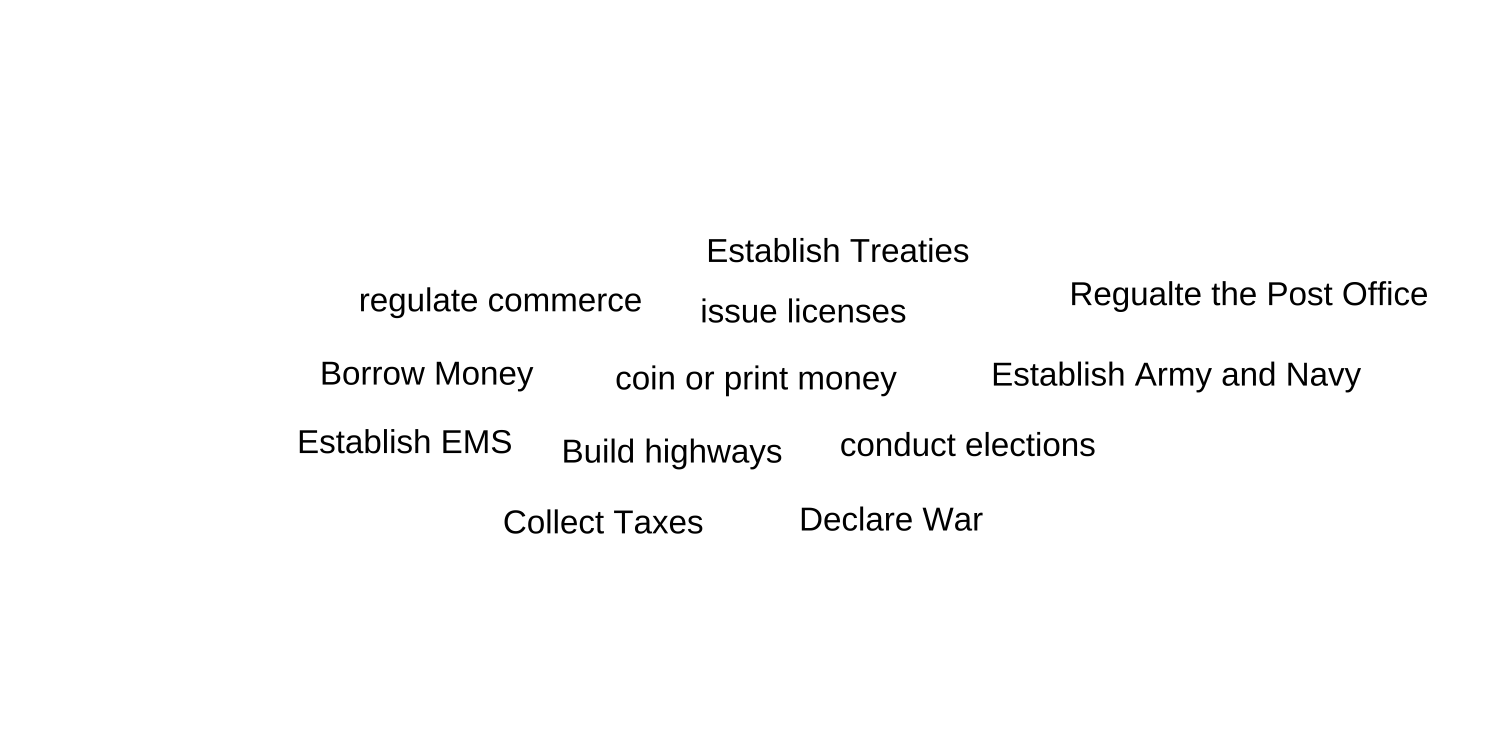 Establish Treaties
regulate commerce
issue licenses
Regualte the Post Office
Borrow Money
coin or print money
Establish Army and Navy
Establish EMS
Build highways
conduct elections
Collect Taxes
Declare War